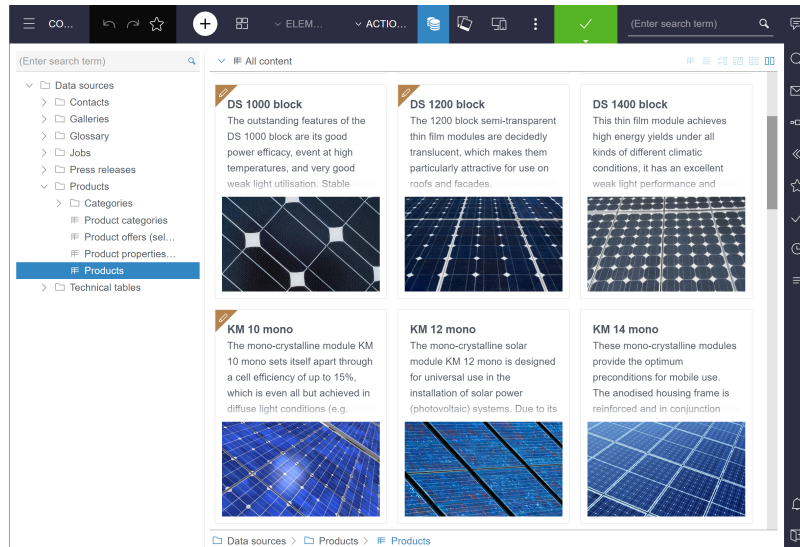 CO...
ELEM...
ACTIO...
(Enter search term)
(Enter search term)
All content
Data sources
Contacts
Galleries
Glossary
Jobs
Press releases
Products
Categories
Product categories
Product offers (sel...
Product properties...
Products
Technical tables
DS 1000 block
The outstanding features of the
DS 1000 block are its good
power efficacy, event at high
temperatures, and very good
weak light utilisation. Stable
DS 1200 block
The 1200 block semi-transparent
thin film modules are decidedly
translucent, which makes them
particularly attractive for use on
roofs and facades.
DS 1400 block
This thin film module achieves
high energy yields under all
kinds of different climatic
conditions, it has an excellent
weak light performance and
KM 10 mono
The mono-crystalline module KM
10 mono sets itself apart through
a cell efficiency of up to 15%,
which is even all but achieved in
diffuse light conditions (e.g.
KM 12 mono
The mono-crystalline solar
module KM 12 mono is designed
for universal use in the
installation of solar power
(photovoltaic) systems. Due to its
KM 14 mono
These mono-crystalline modules
provide the optimum
preconditions for mobile use.
The anodised housing frame is
reinforced and in conjunction
Data sources > Products > Products